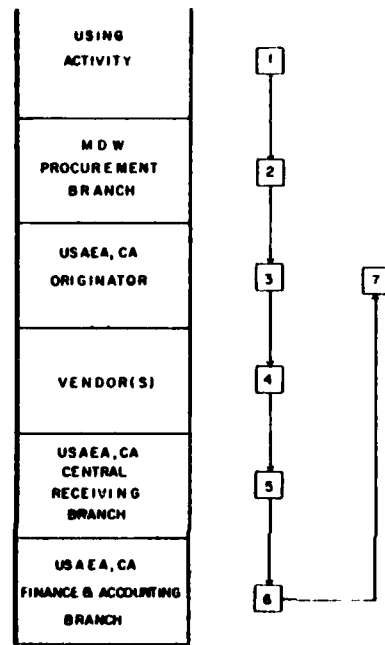 USING
ACTIVITY
1
MDW
PROCUREMENT
BRANCH
2
USAEA, CA
ORIGINATOR
3
7
VENDOR(S)
4
USAEA, CA
CENTRAL
RECEIVING
BRANCH
5
USAEA, CA
FINANCE & ACCOUNTING
BRANCH
6